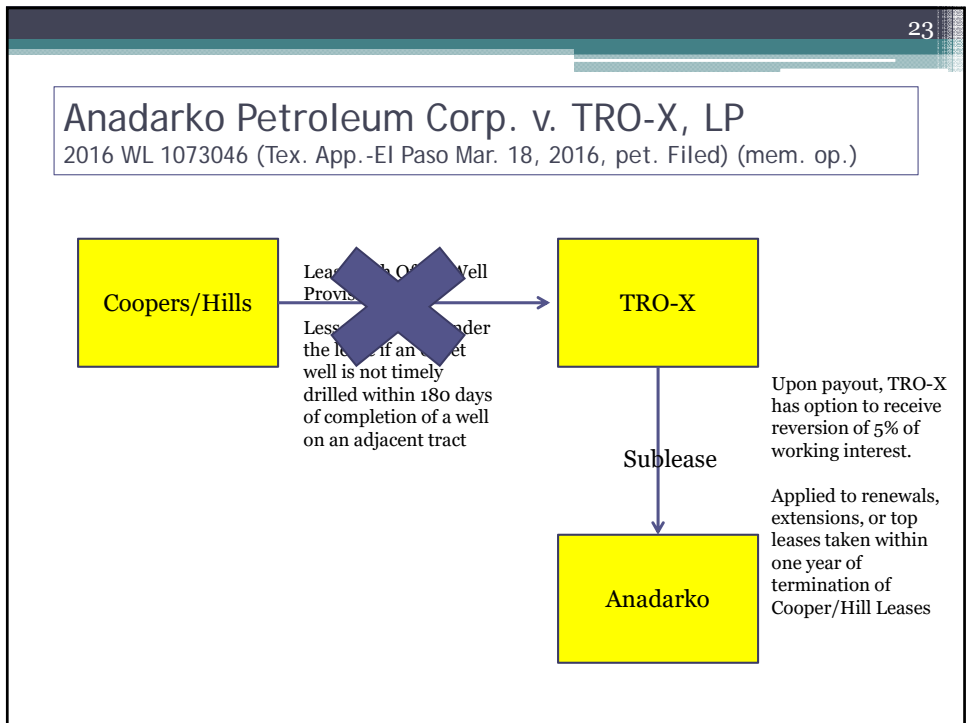 23
Anadarko Petroleum Corp. v. TRO-X, LP
2016 WL 1073046 (Tex. App.-El Paso Mar. 18, 2016, pet. Filed) (mem. op.)
Coopers/Hills
Well
TRO-X
the if an
well is not timely
drilled within 180 days
of completion of a well
on an adjacent tract
Sublease
Upon payout, TRO-X
has option to receive
reversion of 5% of
working interest.
Applied to renewals,
extensions, or top
leases taken within
one year of
termination of
Cooper/Hill Leases
Anadarko